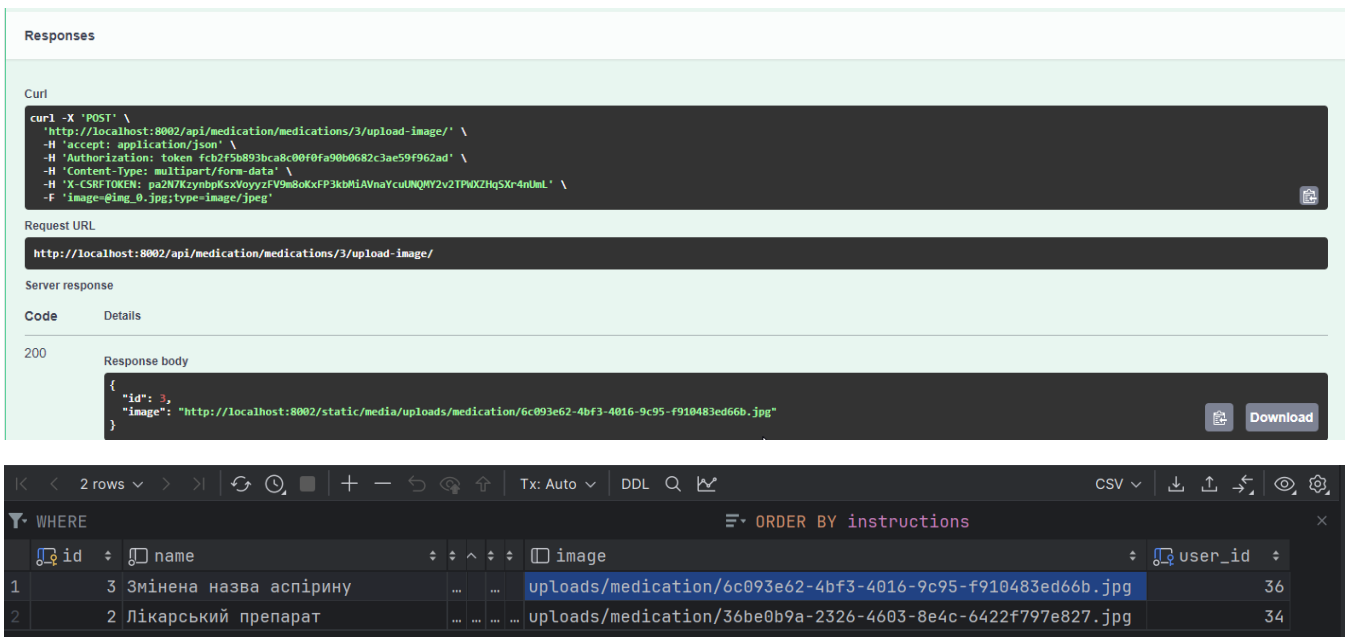 Responses
Curl
curl -X 'POST' \
'http://localhost:8002/api/medication/medications/3/upload-image/' \
-H 'accept: application/json' \
-H 'Authorization: token fcb2f5b893bca8c00f0fa90b0682c3ae59f962ad' \
-H 'Content-Type: multipart/form-data' \
-H 'X-CSRFTOKEN: pa2N7KzynbpKsxVoyyzFV9m8oKxFP3kbMiAVnaYcuUNQMY2v2TPWXZHqSXr4nUmL' \
-F 'image=@img_0.jpg;type=image/jpeg'
Request URL
http://localhost:8002/api/medication/medications/3/upload-image/
Server response
Code Details
200
Response body
{
"id": 3,
"image": "http://localhost:8002/static/media/uploads/medication/6c093e62-4bf3-4016-9c95-f910483ed66b.jpg"
}
Download
2 rows Tx: Auto DDL CSV
WHERE ORDER BY instructions
id name image user_id
1 3 Змінена назва аспірину … … uploads/medication/6c093e62-4bf3-4016-9c95-f910483ed66b.jpg 36
2 2 Лікарський препарат … … … … uploads/medication/36be0b9a-2326-4603-8e4c-6422f797e827.jpg 34